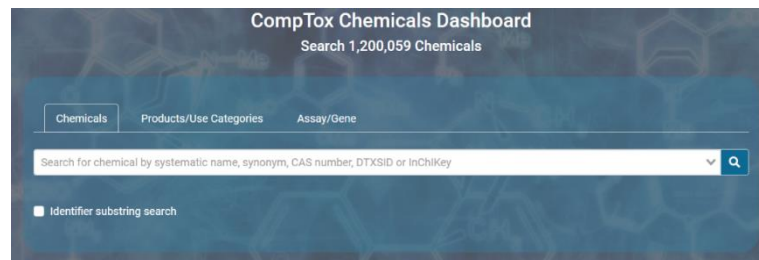 CompTox Chemicals Dashboard
Search 1,200,059 Chemicals
Chemicals Products/Use Categories Assay/Gene
Search for chemical by systematic name, synonym, CAS number, DTXSID or InChIKey
Identifier substring search